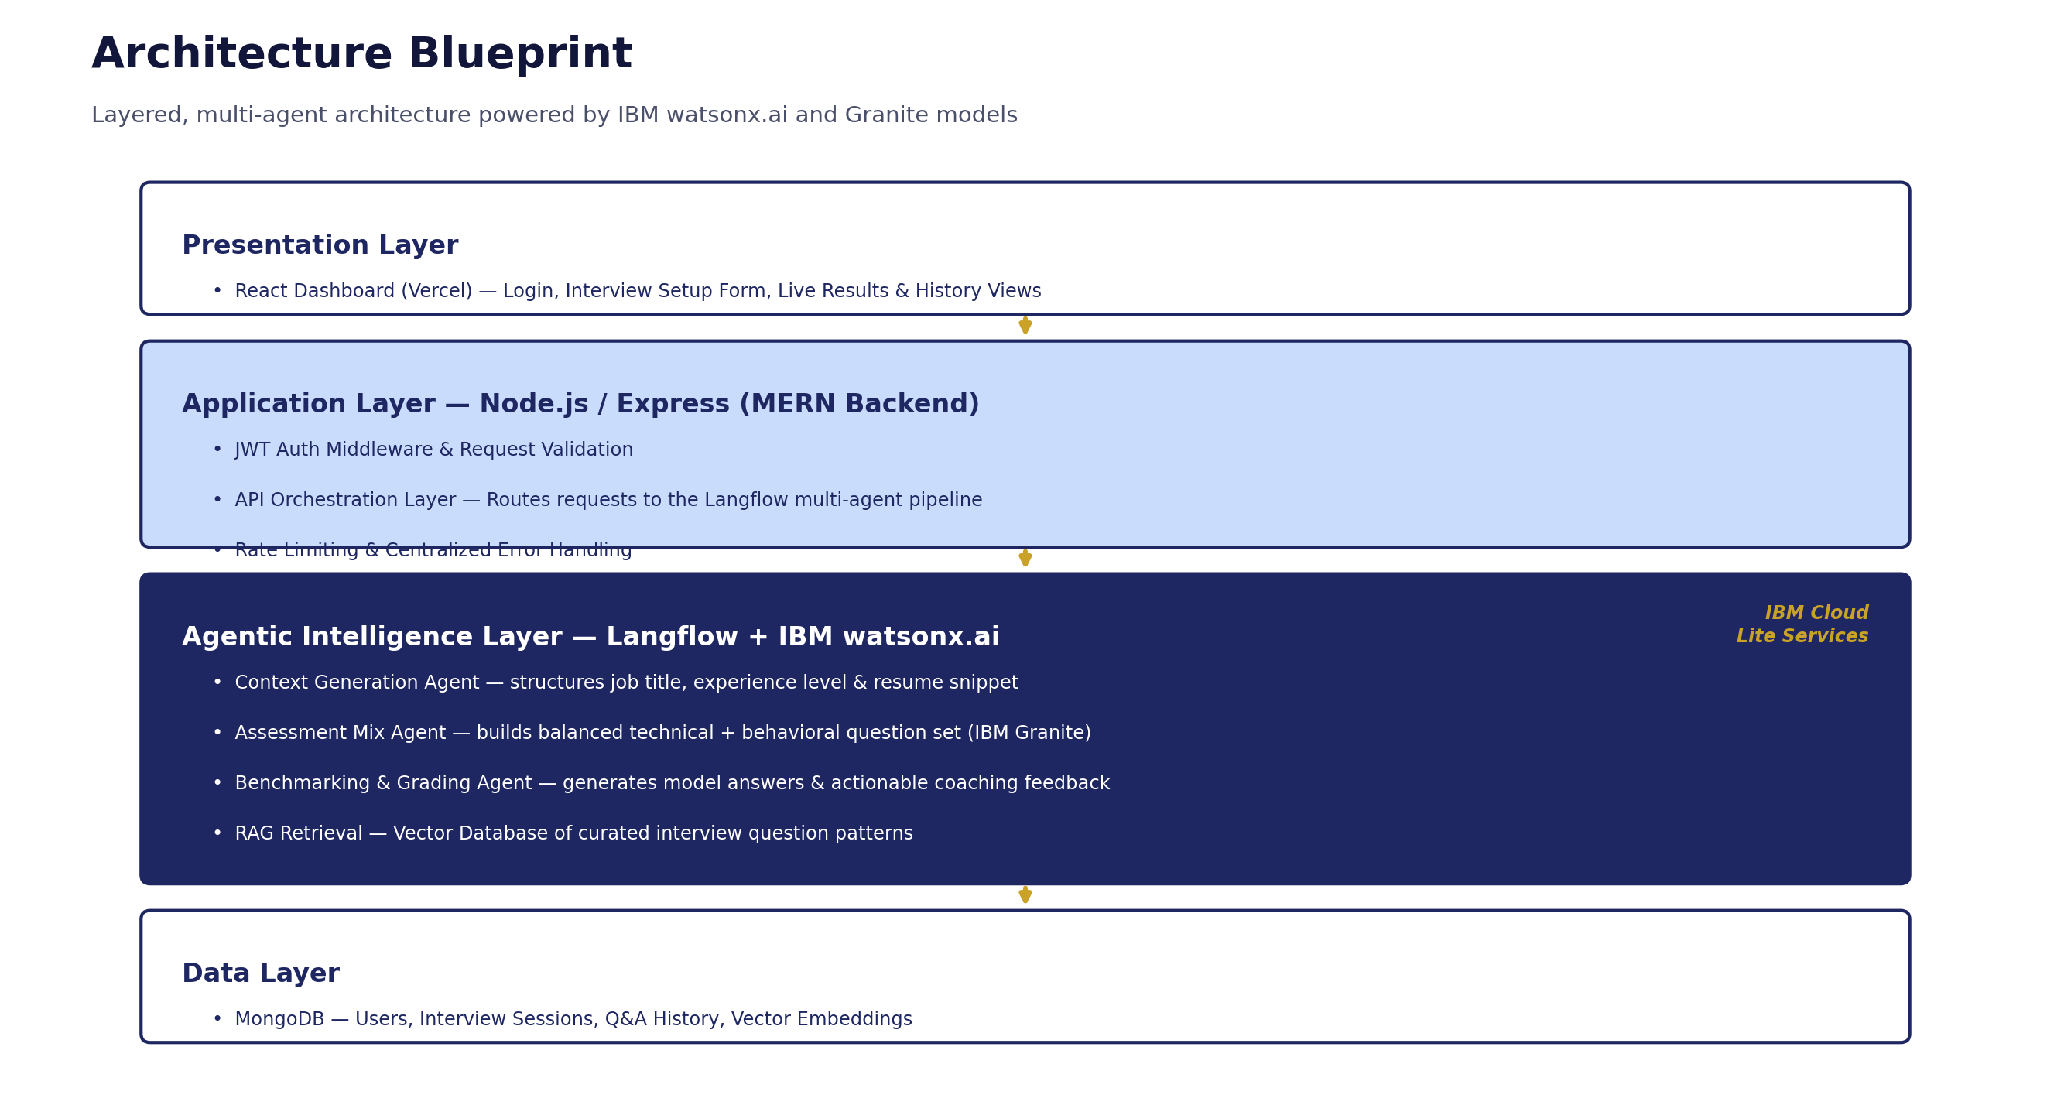 Architecture Blueprint
Layered, multi-agent architecture powered by IBM watsonx.ai and Granite models
Presentation Layer
• React Dashboard (Vercel) — Login, Interview Setup Form, Live Results & History Views
Application Layer — Node.js / Express (MERN Backend)
• JWT Auth Middleware & Request Validation
• API Orchestration Layer — Routes requests to the Langflow multi-agent pipeline
• Rate Limiting & Centralized Error Handling
IBM Cloud
Lite Services
Agentic Intelligence Layer — Langflow + IBM watsonx.ai
• Context Generation Agent — structures job title, experience level & resume snippet
• Assessment Mix Agent — builds balanced technical + behavioral question set (IBM Granite)
• Benchmarking & Grading Agent — generates model answers & actionable coaching feedback
• RAG Retrieval — Vector Database of curated interview question patterns
Data Layer
• MongoDB — Users, Interview Sessions, Q&A History, Vector Embeddings